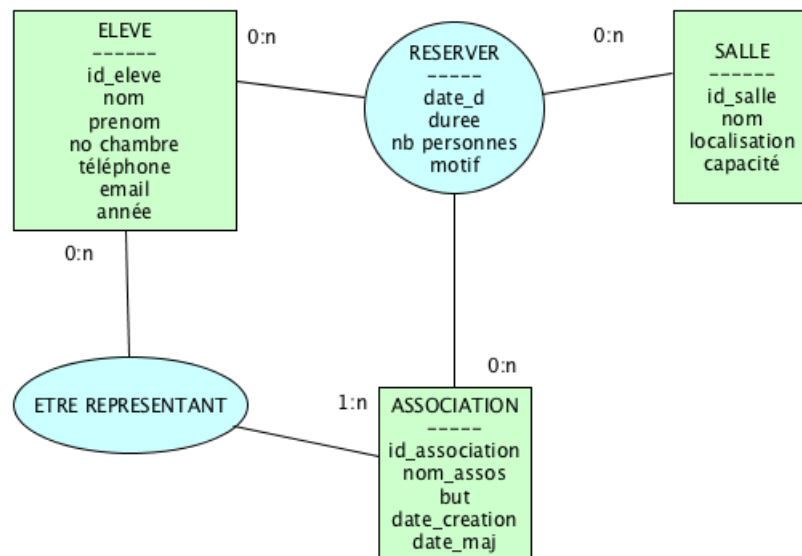 ELEVE
------
id_eleve
nom
prenom
no chambre
téléphone
email
année
0:n
RESERVER
-----
date_d
duree
nb personnes
motif
0:n
SALLE
------
id_salle
nom
localisation
capacité
0:n
0:n
ETRE REPRESENTANT
1:n
ASSOCIATION
-----
id_association
nom_assos
but
date_creation
date_maj